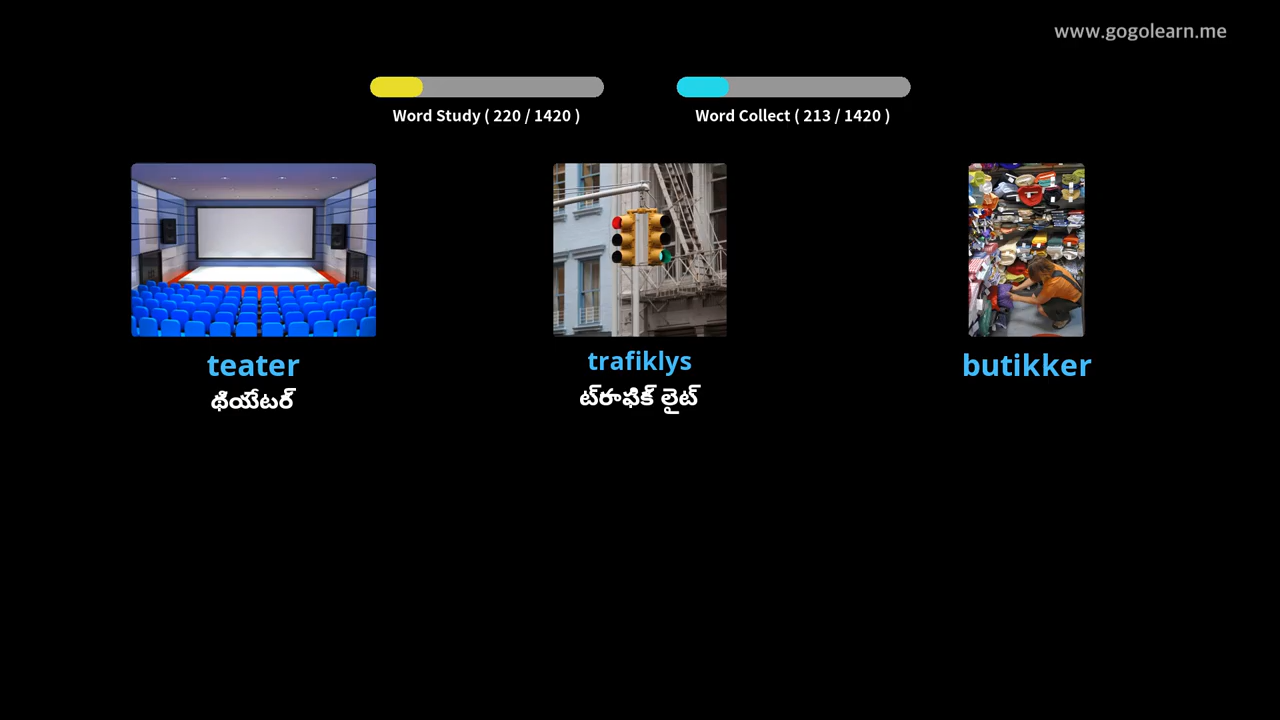 www.gogolearn.me
Word Study ( 220 / 1420 )
Word Collect ( 213 / 1420 )
teater
థియేటర్
trafiklys
ట్రాఫిక్ లైట్
butikker